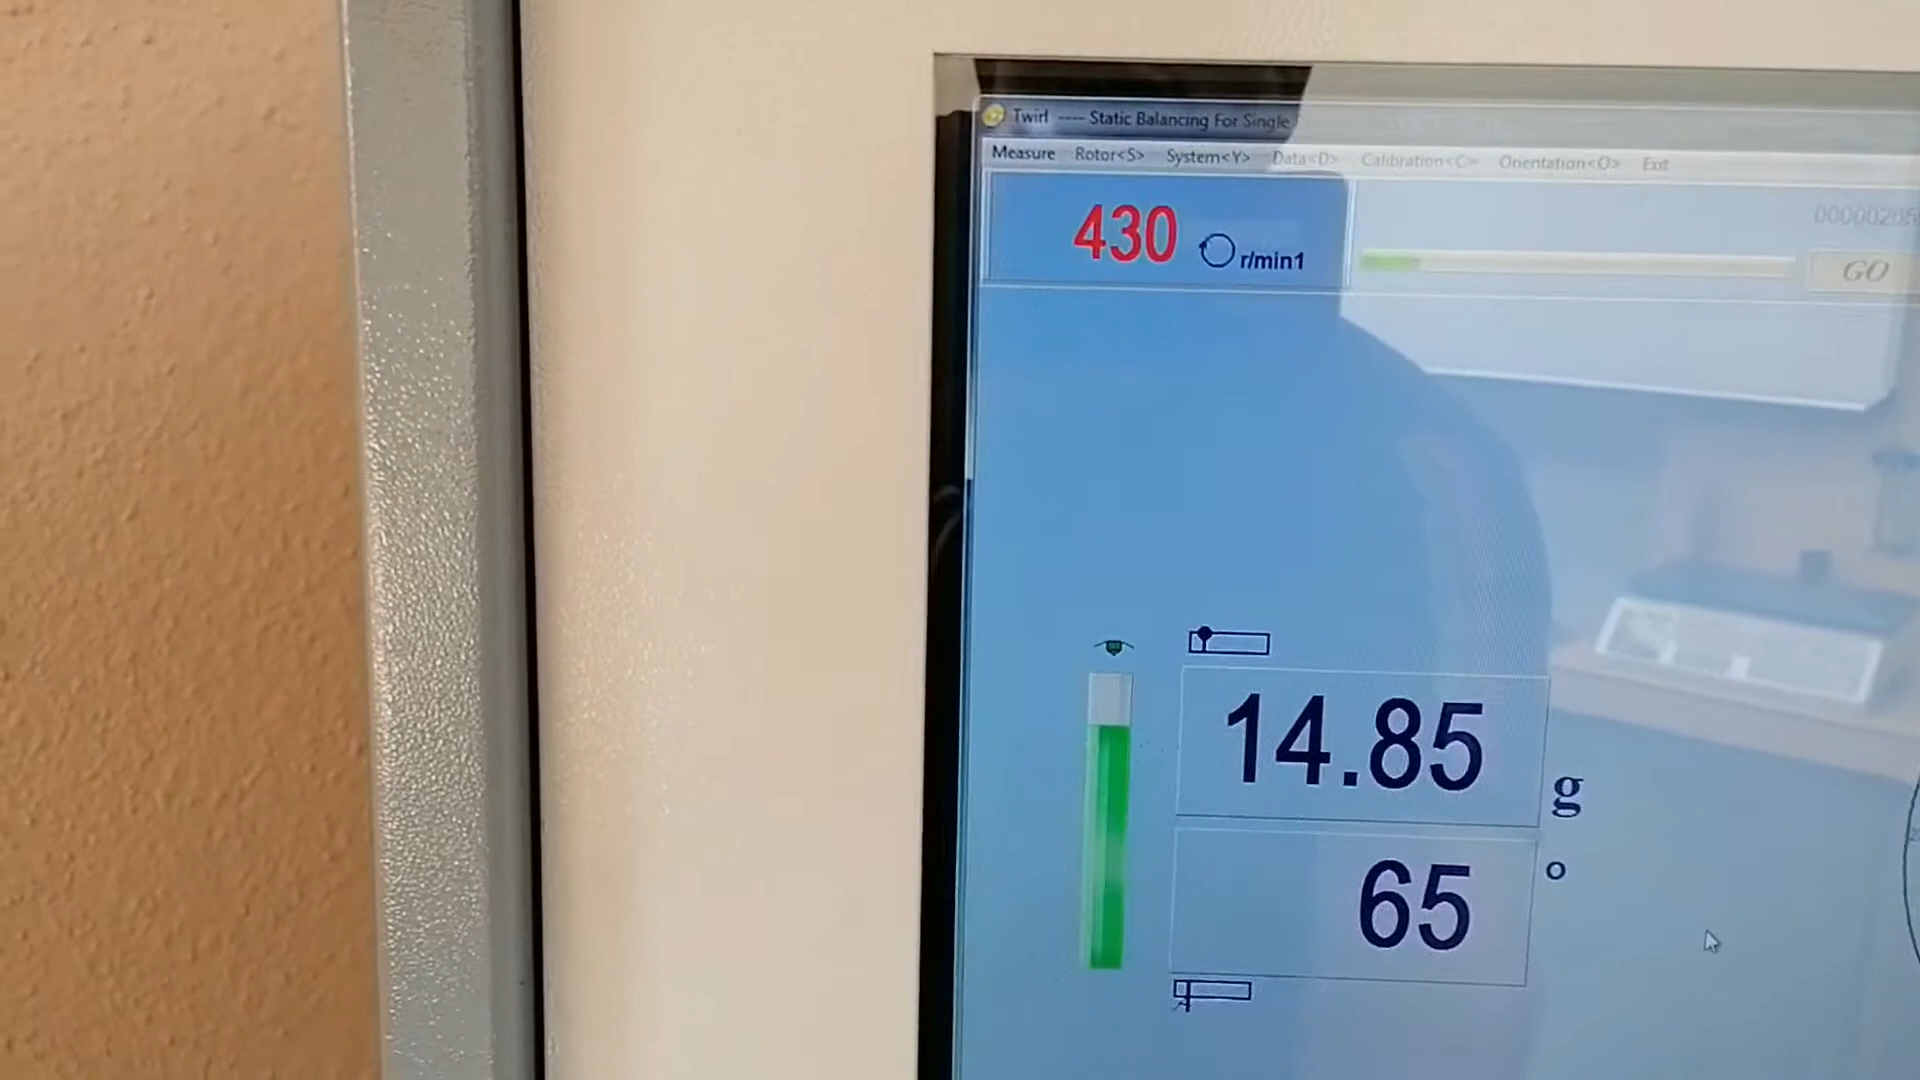 Twirl ---- Static Balancing For Single
Measure Rotor<S> System<Y> Data<D> Calibration<C> Orientation<O> Exit
430 r/min1
GO
14.85 g
65 °